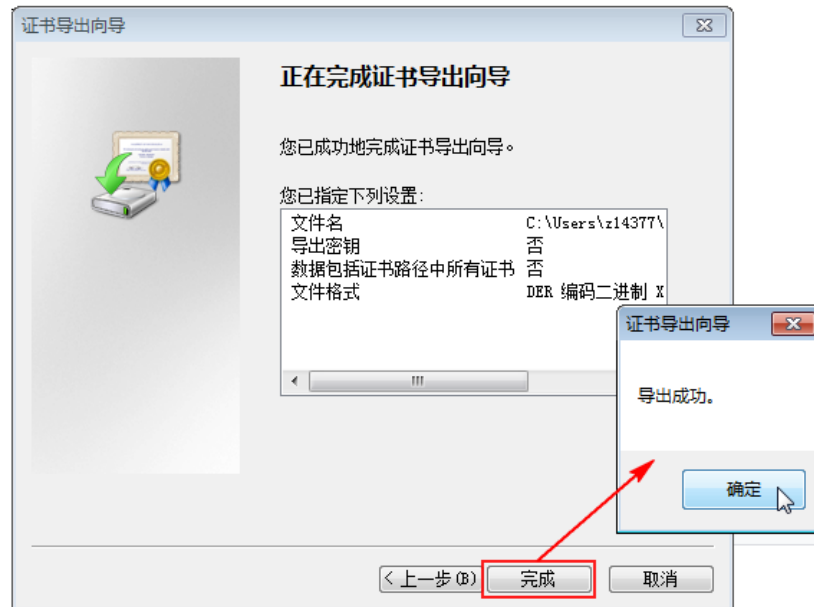 证书导出向导
正在完成证书导出向导
您已成功地完成证书导出向导。
您已指定下列设置:
文件名 C:\Users\z14377\
导出密钥 否
数据包括证书路径中所有证书 否
文件格式 DER 编码二进制 X
证书导出向导
导出成功。
确定
< 上一步(B) 完成 取消